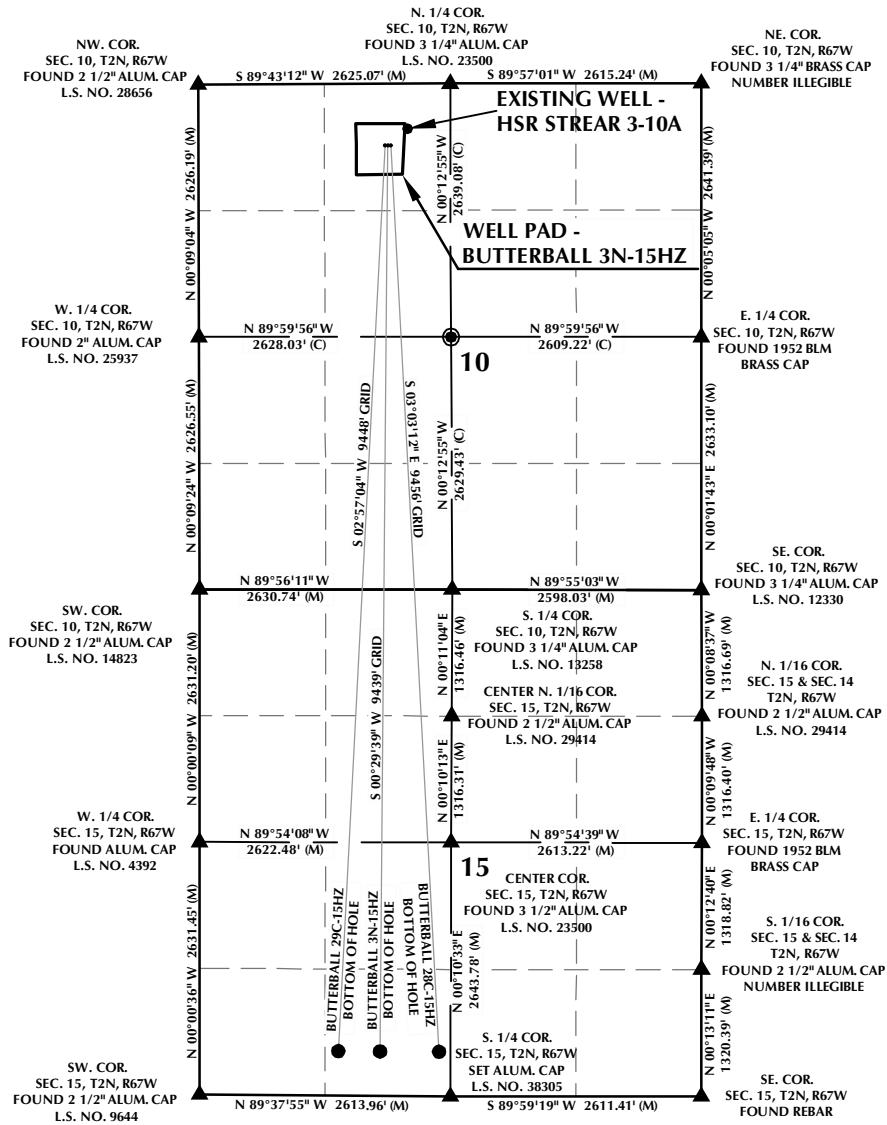 N. 1/4 COR.
SEC. 10, T2N, R67W
FOUND 3 1/4" ALUM. CAP
L.S. NO. 23500
NW. COR.
SEC. 10, T2N, R67W
FOUND 2 1/2" ALUM. CAP
L.S. NO. 28656
NE. COR.
SEC. 10, T2N, R67W
FOUND 3 1/4" BRASS CAP
NUMBER ILLEGIBLE
S 89°43'12" W 2625.07' (M)
S 89°57'01" W 2615.24' (M)
EXISTING WELL -
HSR STREAR 3-10A
N 00°09'04" W 2626.19' (M)
N 00°12'55" W
2639.08' (C)
N 00°05'05" W 2641.39' (M)
WELL PAD -
BUTTERBALL 3N-15HZ
W. 1/4 COR.
SEC. 10, T2N, R67W
FOUND 2" ALUM. CAP
L.S. NO. 25937
N 89°59'56" W
2628.03' (C)
N 89°59'56" W
2609.22' (C)
E. 1/4 COR.
SEC. 10, T2N, R67W
FOUND 1952 BLM
BRASS CAP
10
N 00°09'24" W 2626.55' (M)
S 02°57'04" W 9448' GRID
S 03°03'12" E 9456' GRID
N 00°12'55" W
2629.43' (C)
N 00°01'43" E 2633.10' (M)
SW. COR.
SEC. 10, T2N, R67W
FOUND 2 1/2" ALUM. CAP
L.S. NO. 14823
N 89°56'11" W
2630.74' (M)
N 89°55'03" W
2598.03' (M)
SE. COR.
SEC. 10, T2N, R67W
FOUND 3 1/4" ALUM. CAP
L.S. NO. 12330
S. 1/4 COR.
SEC. 10, T2N, R67W
FOUND 3 1/4" ALUM. CAP
L.S. NO. 13258
N 00°00'09" W 2631.20' (M)
S 00°29'39" W 9439' GRID
N 00°11'04" E
1316.46' (M)
N 00°08'37" W
1316.69' (M)
CENTER N. 1/16 COR.
SEC. 15, T2N, R67W
FOUND 2 1/2" ALUM. CAP
L.S. NO. 29414
N. 1/16 COR.
SEC. 15 & SEC. 14
T2N, R67W
FOUND 2 1/2" ALUM. CAP
L.S. NO. 29414
N 00°10'13" E
1316.31' (M)
N 00°09'48" W
1316.40' (M)
W. 1/4 COR.
SEC. 15, T2N, R67W
FOUND ALUM. CAP
L.S. NO. 4392
N 89°54'08" W
2622.48' (M)
N 89°54'39" W
2613.22' (M)
E. 1/4 COR.
SEC. 15, T2N, R67W
FOUND 1952 BLM
BRASS CAP
15
CENTER COR.
SEC. 15, T2N, R67W
FOUND 3 1/2" ALUM. CAP
L.S. NO. 23500
N 00°00'36" W 2631.45' (M)
BUTTERBALL 29C-15HZ
BOTTOM OF HOLE
BUTTERBALL 3N-15HZ
BOTTOM OF HOLE
BUTTERBALL 28C-15HZ
BOTTOM OF HOLE
N 00°10'33" E
2643.78' (M)
N 00°12'40" E
1318.82' (M)
S. 1/16 COR.
SEC. 15 & SEC. 14
T2N, R67W
FOUND 2 1/2" ALUM. CAP
NUMBER ILLEGIBLE
N 00°13'11" E
1320.39' (M)
SW. COR.
SEC. 15, T2N, R67W
FOUND 2 1/2" ALUM. CAP
L.S. NO. 9644
N 89°37'55" W 2613.96' (M)
S. 1/4 COR.
SEC. 15, T2N, R67W
SET ALUM. CAP
L.S. NO. 38305
S 89°59'19" W 2611.41' (M)
SE. COR.
SEC. 15, T2N, R67W
FOUND REBAR